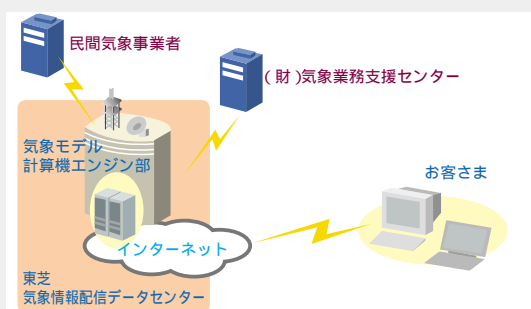 民間気象事業者
(財)気象業務支援センター
気象モデル
計算機エンジン部
お客さま
インターネット
東芝
気象情報配信データセンター